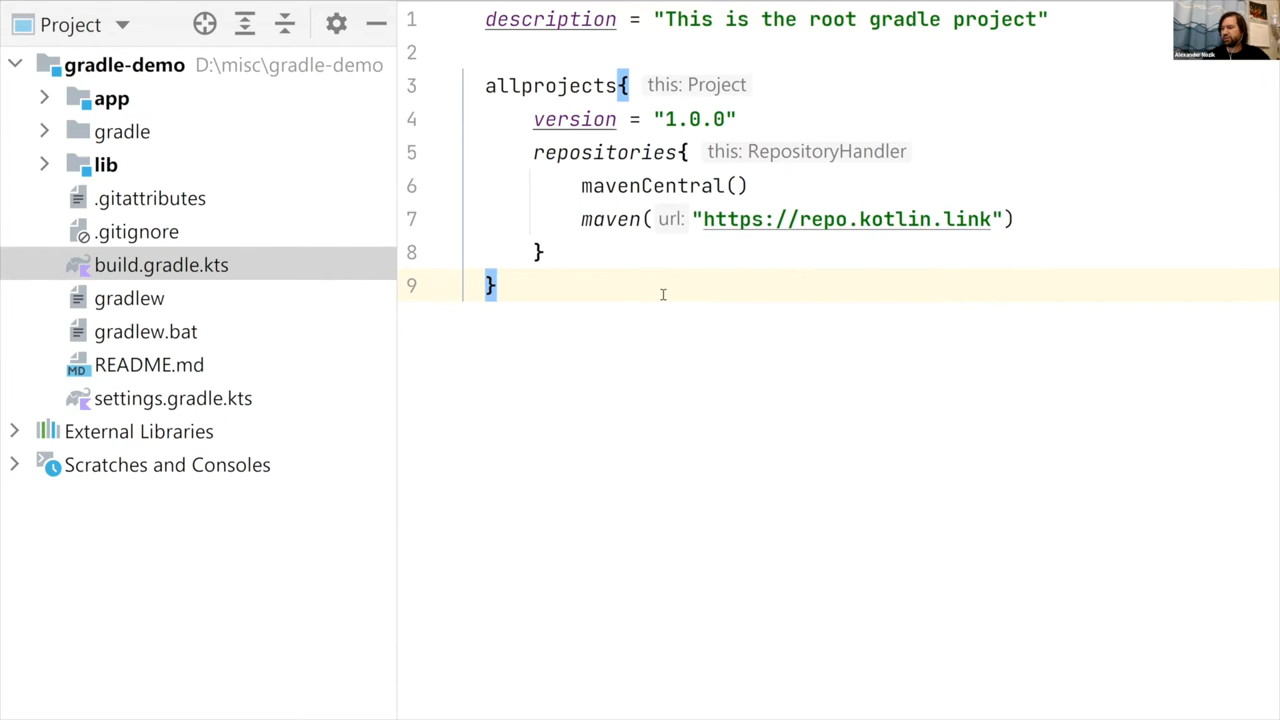 Project
gradle-demo D:\misc\gradle-demo
app
gradle
lib
.gitattributes
.gitignore
build.gradle.kts
gradlew
gradlew.bat
MD README.md
settings.gradle.kts
External Libraries
Scratches and Consoles
1 description = "This is the root gradle project"
2
3 allprojects{ this: Project
4 version = "1.0.0"
5 repositories{ this: RepositoryHandler
6 mavenCentral()
7 maven( url: "https://repo.kotlin.link")
8 }
9 }
Alexander Nozik